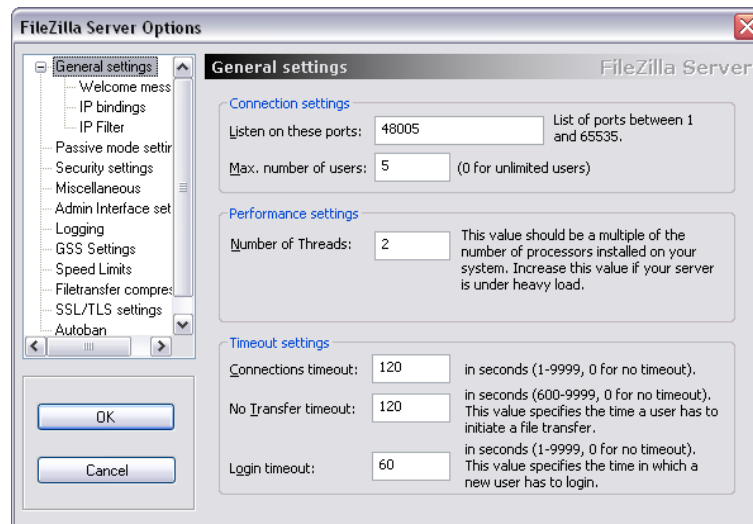 FileZilla Server Options
General settings
Welcome mess
IP bindings
IP Filter
Passive mode settin
Security settings
Miscellaneous
Admin Interface set
Logging
GSS Settings
Speed Limits
Filetransfer compres
SSL/TLS settings
Autoban
OK
Cancel
General settings
FileZilla Server
Connection settings
Listen on these ports: 48005 List of ports between 1
and 65535.
Max. number of users: 5 (0 for unlimited users)
Performance settings
Number of Threads: 2 This value should be a multiple of the
number of processors installed on your
system. Increase this value if your server
is under heavy load.
Timeout settings
Connections timeout: 120 in seconds (1-9999, 0 for no timeout).
No Transfer timeout: 120 in seconds (600-9999, 0 for no timeout).
This value specifies the time a user has to
initiate a file transfer.
Login timeout: 60 in seconds (1-9999, 0 for no timeout).
This value specifies the time in which a
new user has to login.